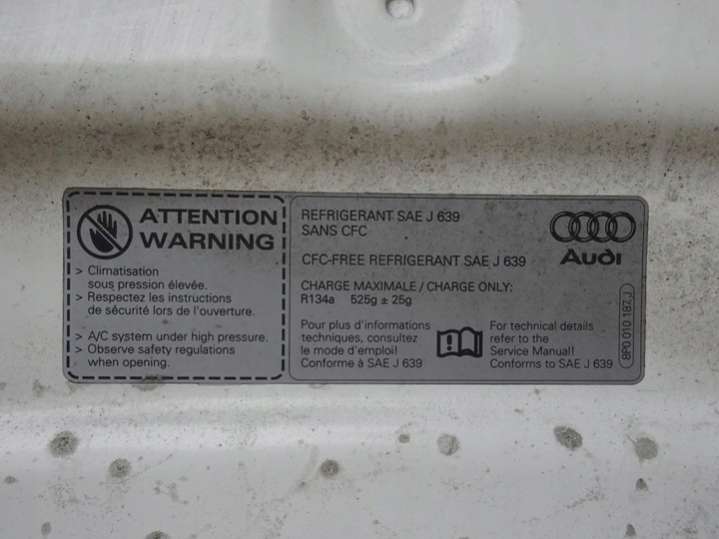 ATTENTION
WARNING
> Climatisation
sous pression élevée.
> Respectez les instructions
de sécurité lors de l'ouverture.
> A/C system under high pressure.
> Observe safety regulations
when opening.
REFRIGERANT SAE J 639
SANS CFC
CFC-FREE REFRIGERANT SAE J 639
CHARGE MAXIMALE / CHARGE ONLY:
R134a 525g ± 25g
Pour plus d'informations
techniques, consultez
le mode d'emploi!
Conforme à SAE J 639
For technical details
refer to the
Service Manual!
Conforms to SAE J 639
Audi
8P0 010 187 J